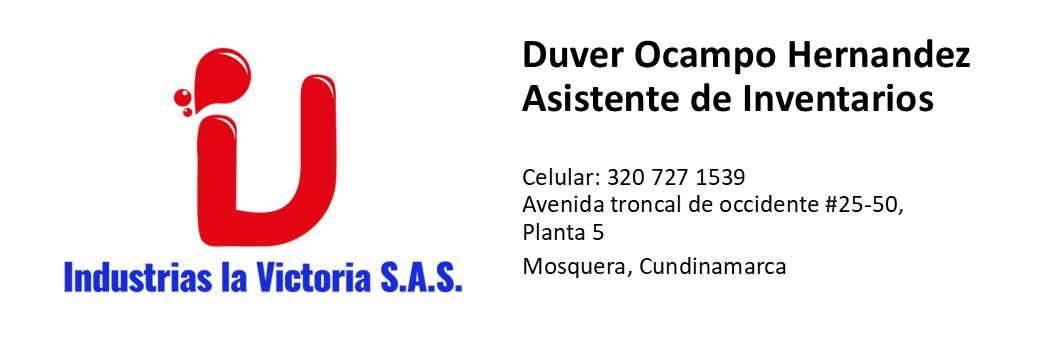 Industrias la Victoria S.A.S.
Duver Ocampo Hernandez
Asistente de Inventarios
Celular: 320 727 1539
Avenida troncal de occidente #25-50,
Planta 5
Mosquera, Cundinamarca